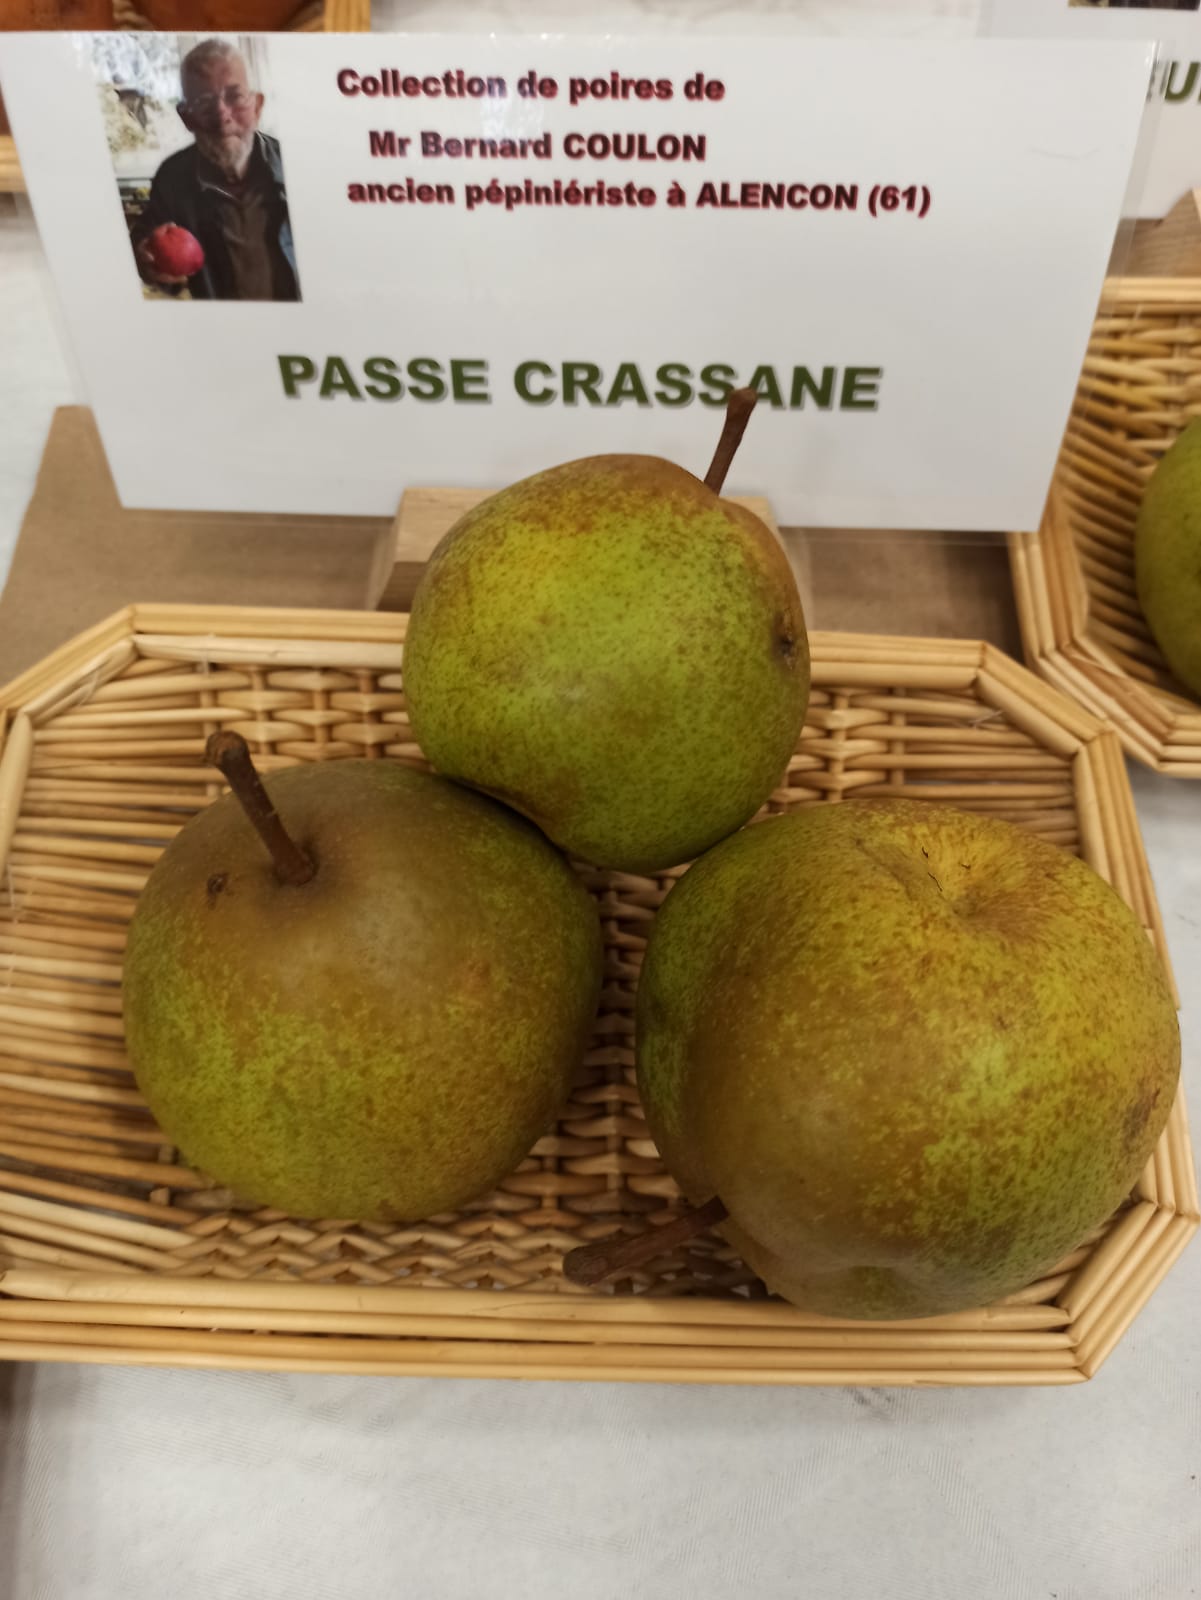 Collection de poires de
Mr Bernard COULON
ancien pépiniériste à ALENCON (61)
PASSE CRASSANE